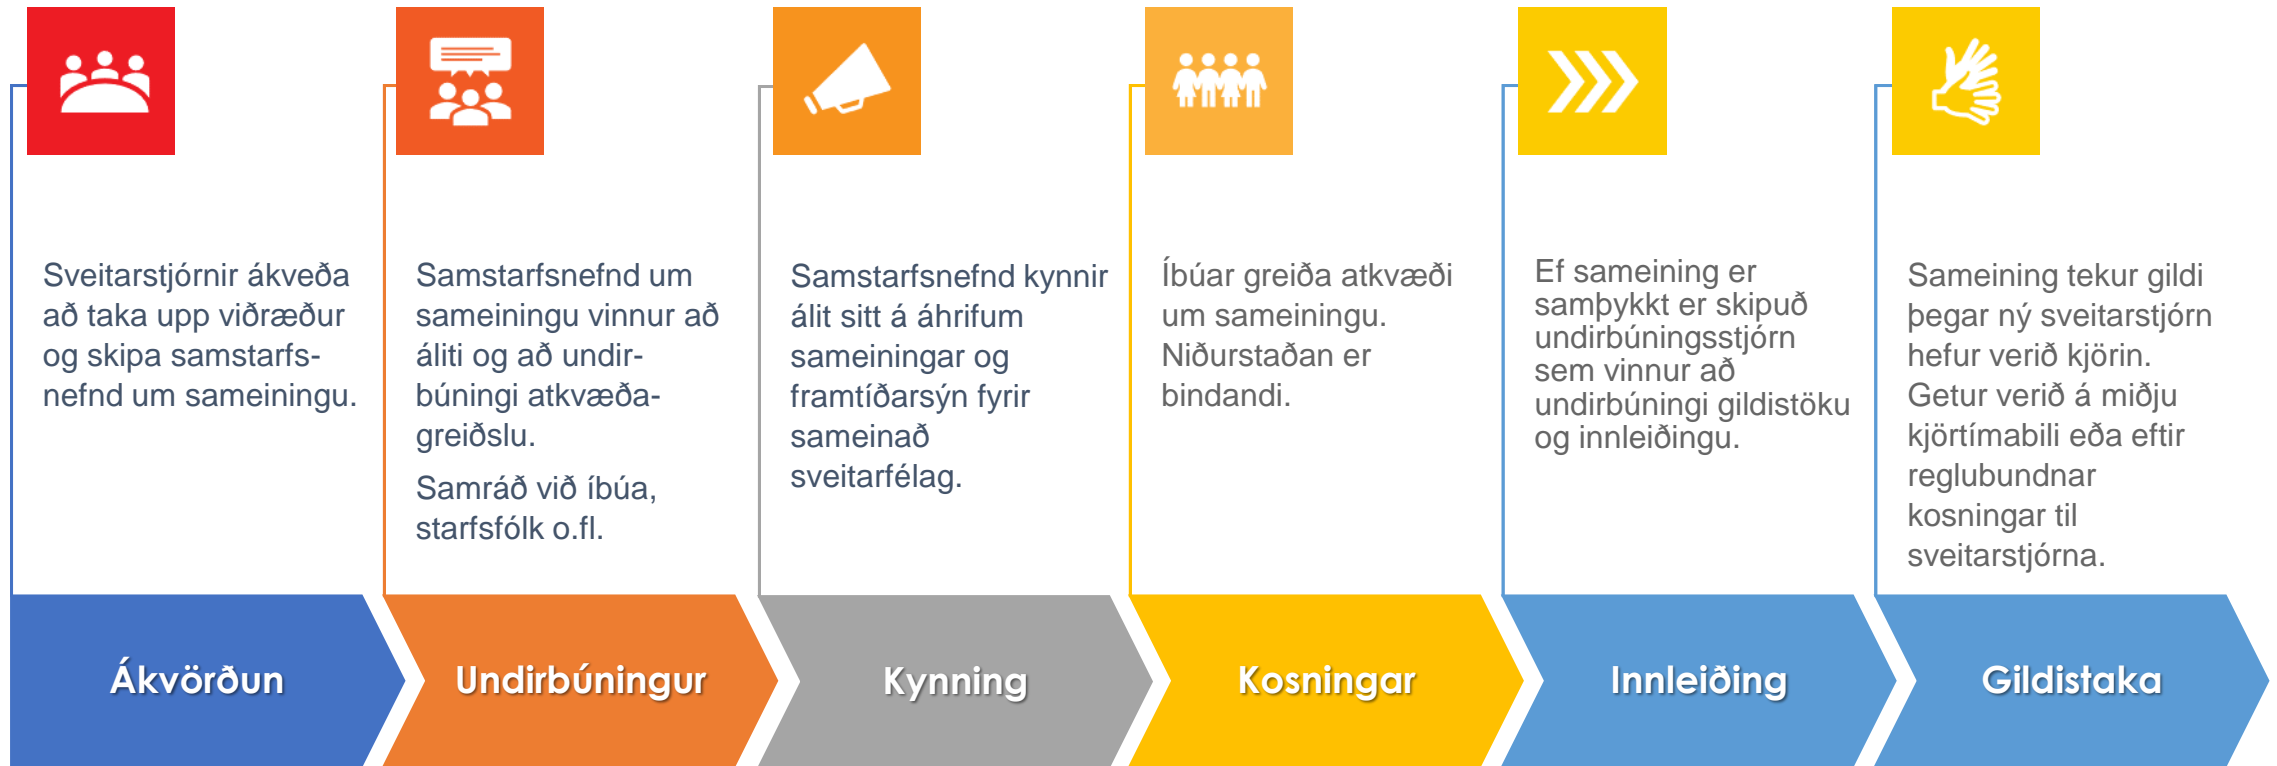 Sveitarstjórnir ákveða
að taka upp viðræður
og skipa samstarfs-
nefnd um sameiningu.
Samstarfsnefnd um
sameiningu vinnur að
áliti og að undir-
búningi atkvæða-
greiðslu.
Samráð við íbúa,
starfsfólk o.fl.
Samstarfsnefnd kynnir
álit sitt á áhrifum
sameiningar og
framtíðarsýn fyrir
sameinað
sveitarfélag.
Íbúar greiða atkvæði
um sameiningu.
Niðurstaðan er
bindandi.
Ef sameining er
samþykkt er skipuð
undirbúningsstjórn
sem vinnur að
undirbúningi gildistöku
og innleiðingu.
Sameining tekur gildi
þegar ný sveitarstjórn
hefur verið kjörin.
Getur verið á miðju
kjörtímabili eða eftir
reglubundnar
kosningar til
sveitarstjórna.
Ákvörðun
Undirbúningur
Kynning
Kosningar
Innleiðing
Gildistaka